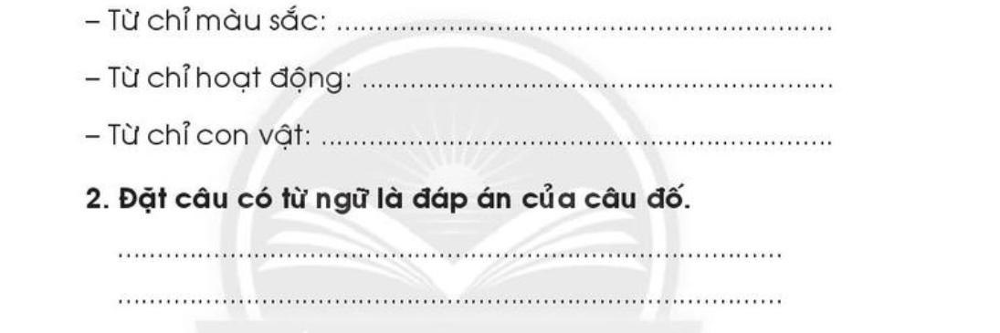 – Từ chỉ màu sắc: ..............................................................
– Từ chỉ hoạt động: ..........................................................
– Từ chỉ con vật: ................................................................
2. Đặt câu có từ ngữ là đáp án của câu đố.
....................................................................................
....................................................................................